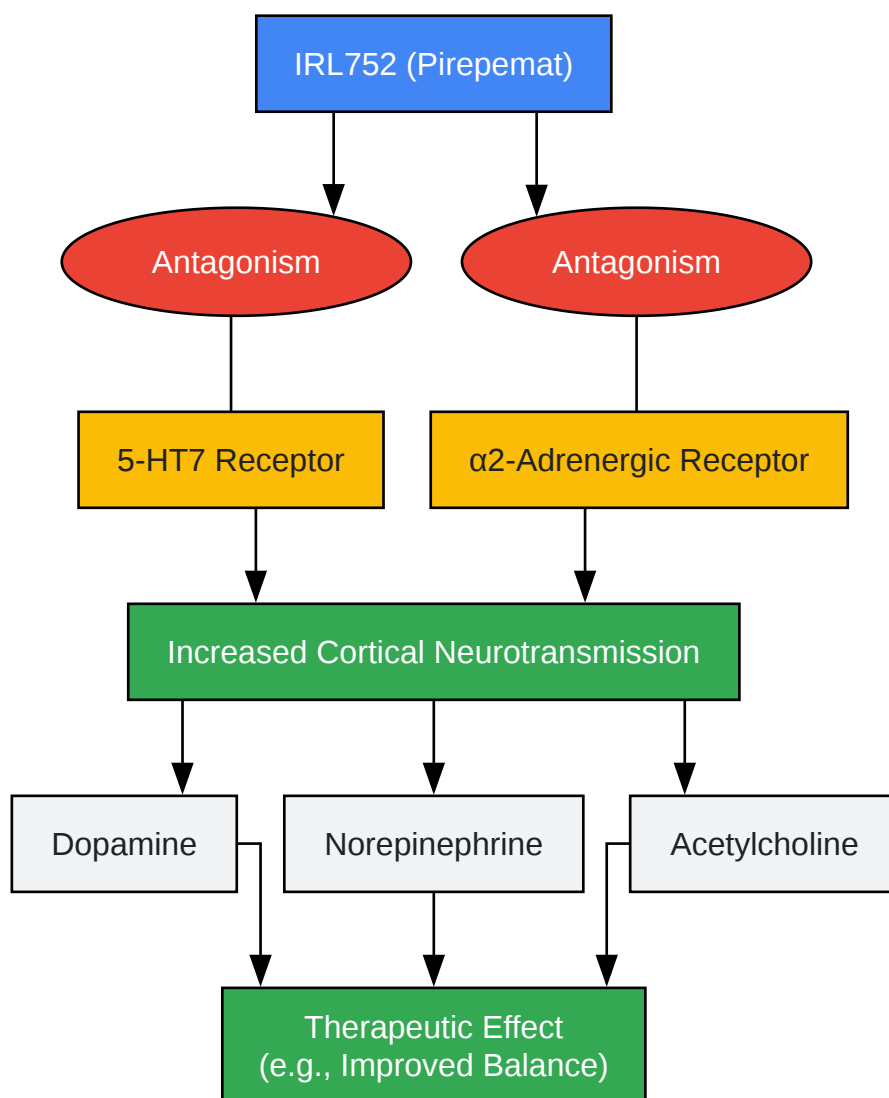 IRL752 (Pirepemat)
Antagonism
Antagonism
5-HT7 Receptor
α2-Adrenergic Receptor
Increased Cortical Neurotransmission
Dopamine
Norepinephrine
Acetylcholine
Therapeutic Effect
(e.g., Improved Balance)